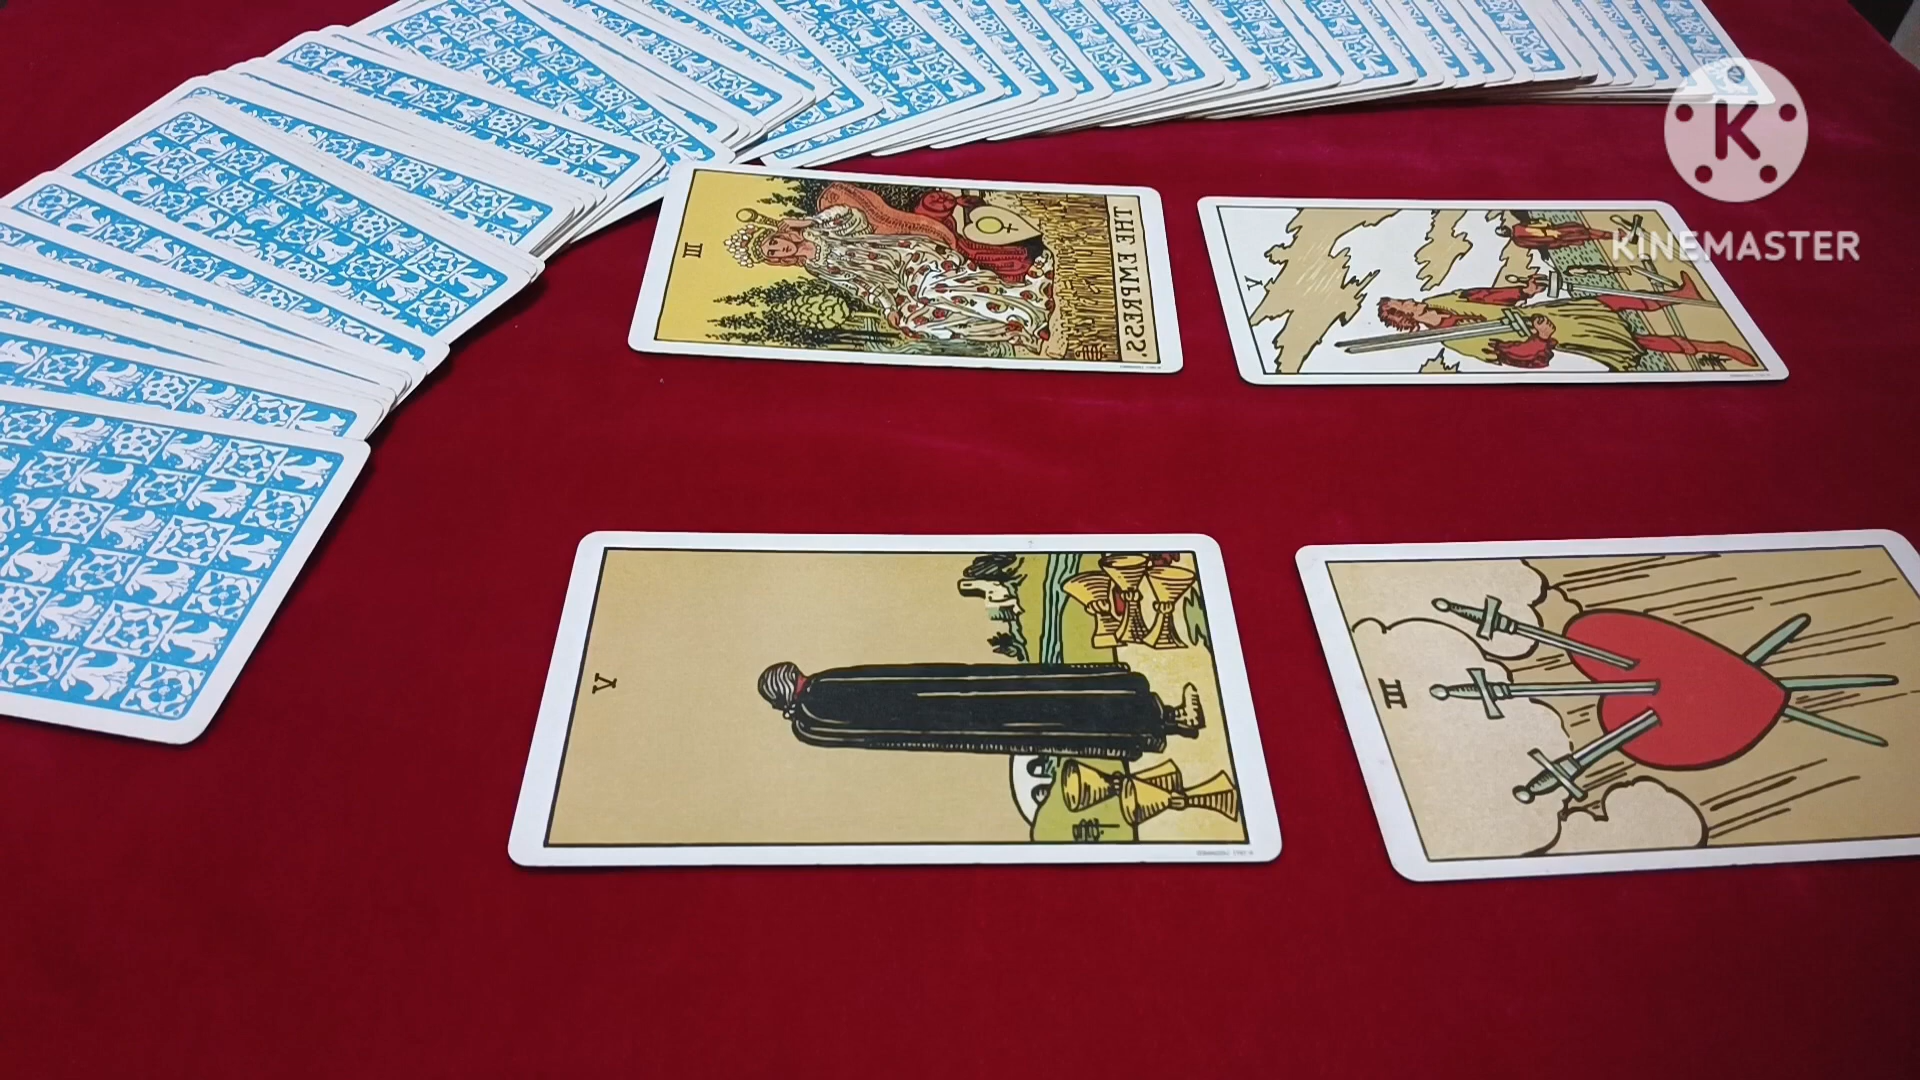 K
KINEMASTER
III
THE EMPRESS.
V
V
III